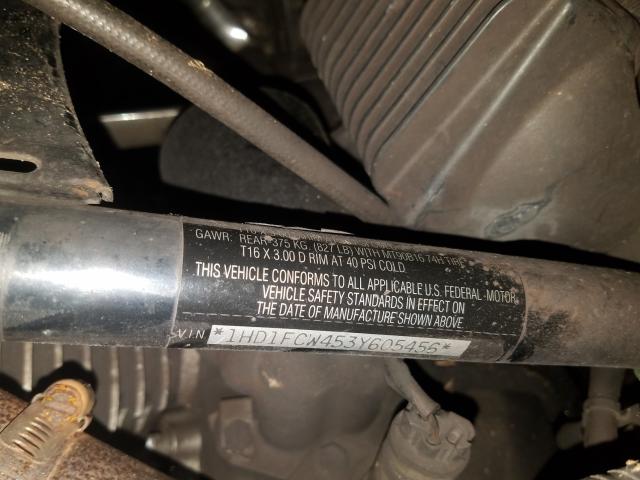 GAWR: REAR-375 KG. (827 LB) WITH MT90B16 74H TIRE
T16 X 3.00 D RIM AT 40 PSI COLD.
THIS VEHICLE CONFORMS TO ALL APPLICABLE U.S. FEDERAL-MOTOR
VEHICLE SAFETY STANDARDS IN EFFECT ON
THE DATE OF MANUFACTURE SHOWN ABOVE
VIN *1HD1FCW453Y605456*